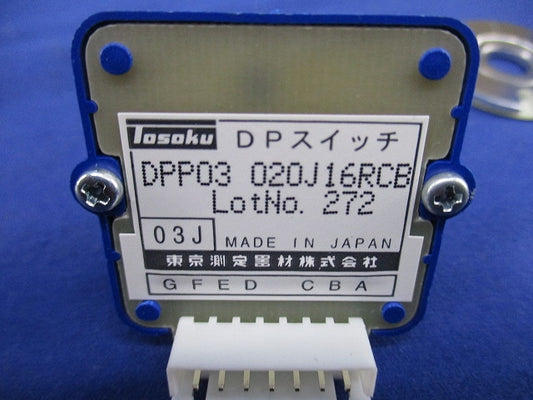 Tosoku DPスイッチ
DPP03 020J16RCB
LotNo. 272
03J MADE IN JAPAN
東京測定器材株式会社
GFED CBA